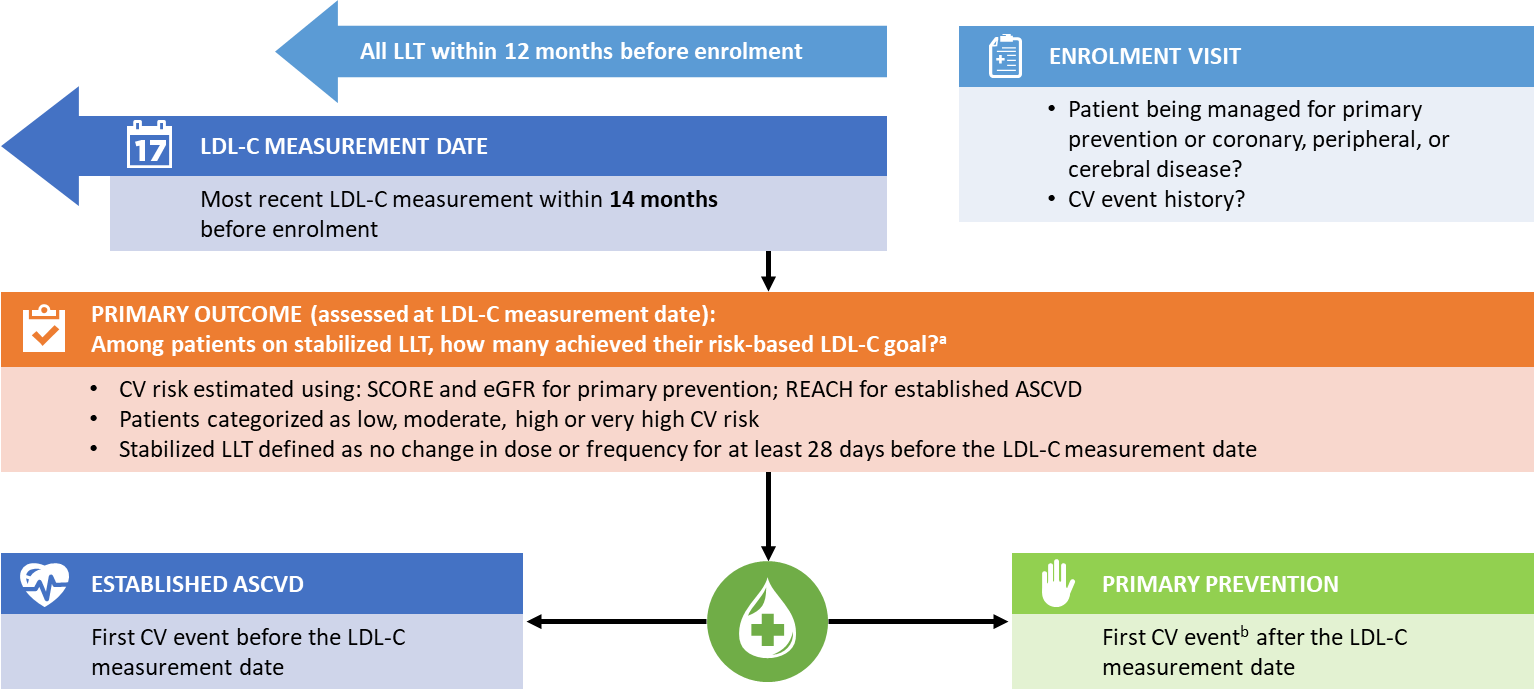 All LLT within 12 months before enrolment
17
LDL-C MEASUREMENT DATE
Most recent LDL-C measurement within 14 months
before enrolment
ENROLMENT VISIT
• Patient being managed for primary
prevention or coronary, peripheral, or
cerebral disease?
• CV event history?
PRIMARY OUTCOME (assessed at LDL-C measurement date):
Among patients on stabilized LLT, how many achieved their risk-based LDL-C goal?ᵃ
• CV risk estimated using: SCORE and eGFR for primary prevention; REACH for established ASCVD
• Patients categorized as low, moderate, high or very high CV risk
• Stabilized LLT defined as no change in dose or frequency for at least 28 days before the LDL-C measurement date
ESTABLISHED ASCVD
First CV event before the LDL-C
measurement date
PRIMARY PREVENTION
First CV eventᵇ after the LDL-C
measurement date